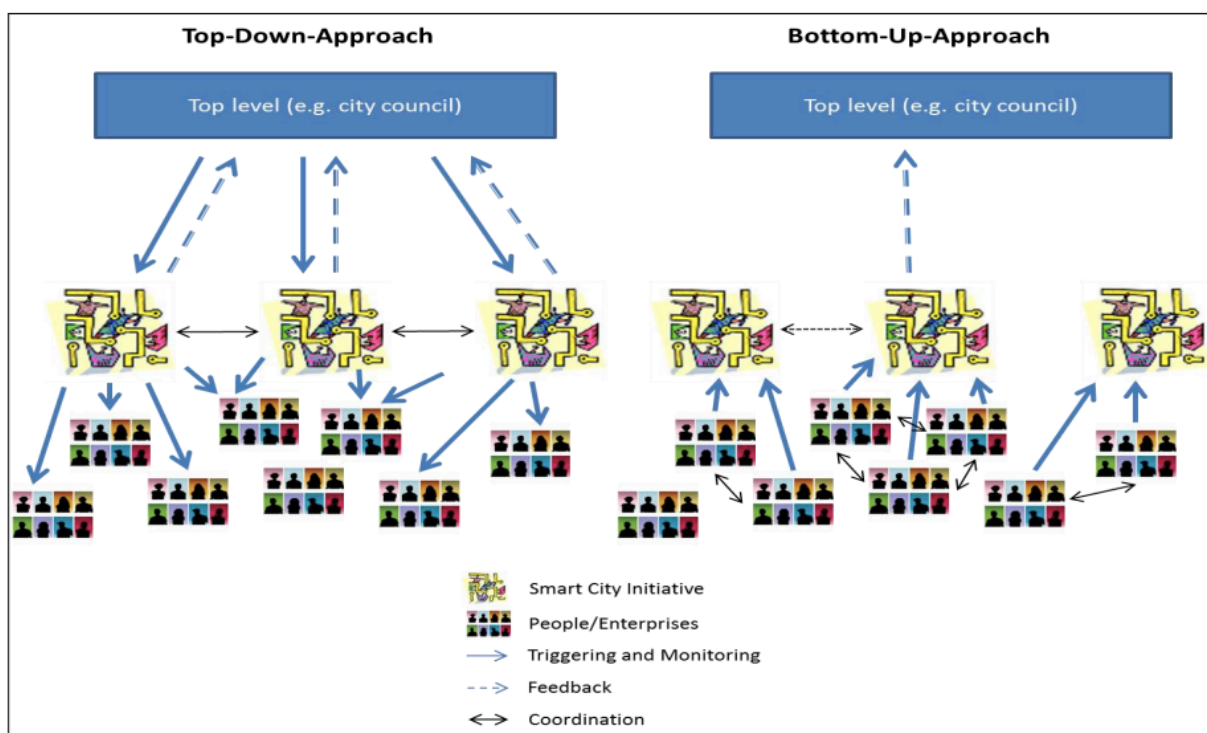 Top-Down-Approach
Bottom-Up-Approach
Top level (e.g. city council)
Top level (e.g. city council)
Smart City Initiative
People/Enterprises
Triggering and Monitoring
Feedback
Coordination